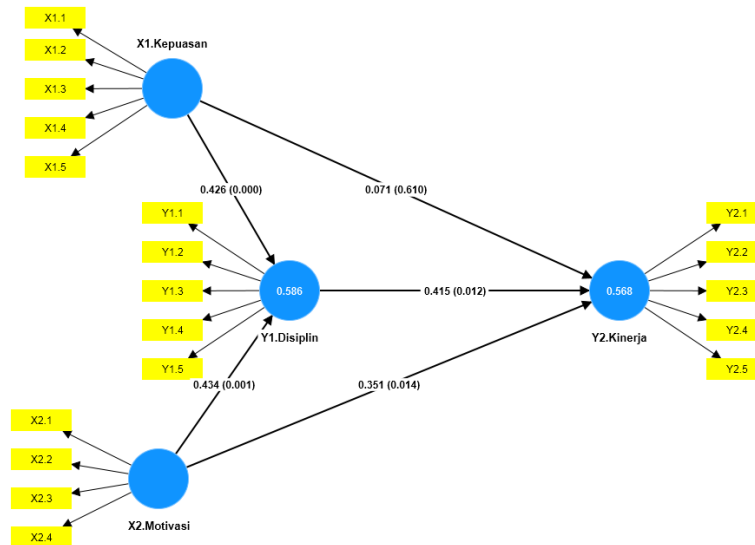 X1.1
X1.2
X1.3
X1.4
X1.5
X1.Kepuasan
0.426 (0.000)
0.071 (0.610)
Y1.1
Y1.2
Y1.3
Y1.4
Y1.5
0.586
Y1.Disiplin
0.415 (0.012)
0.568
Y2.Kinerja
Y2.1
Y2.2
Y2.3
Y2.4
Y2.5
0.434 (0.001)
0.351 (0.014)
X2.1
X2.2
X2.3
X2.4
X2.Motivasi